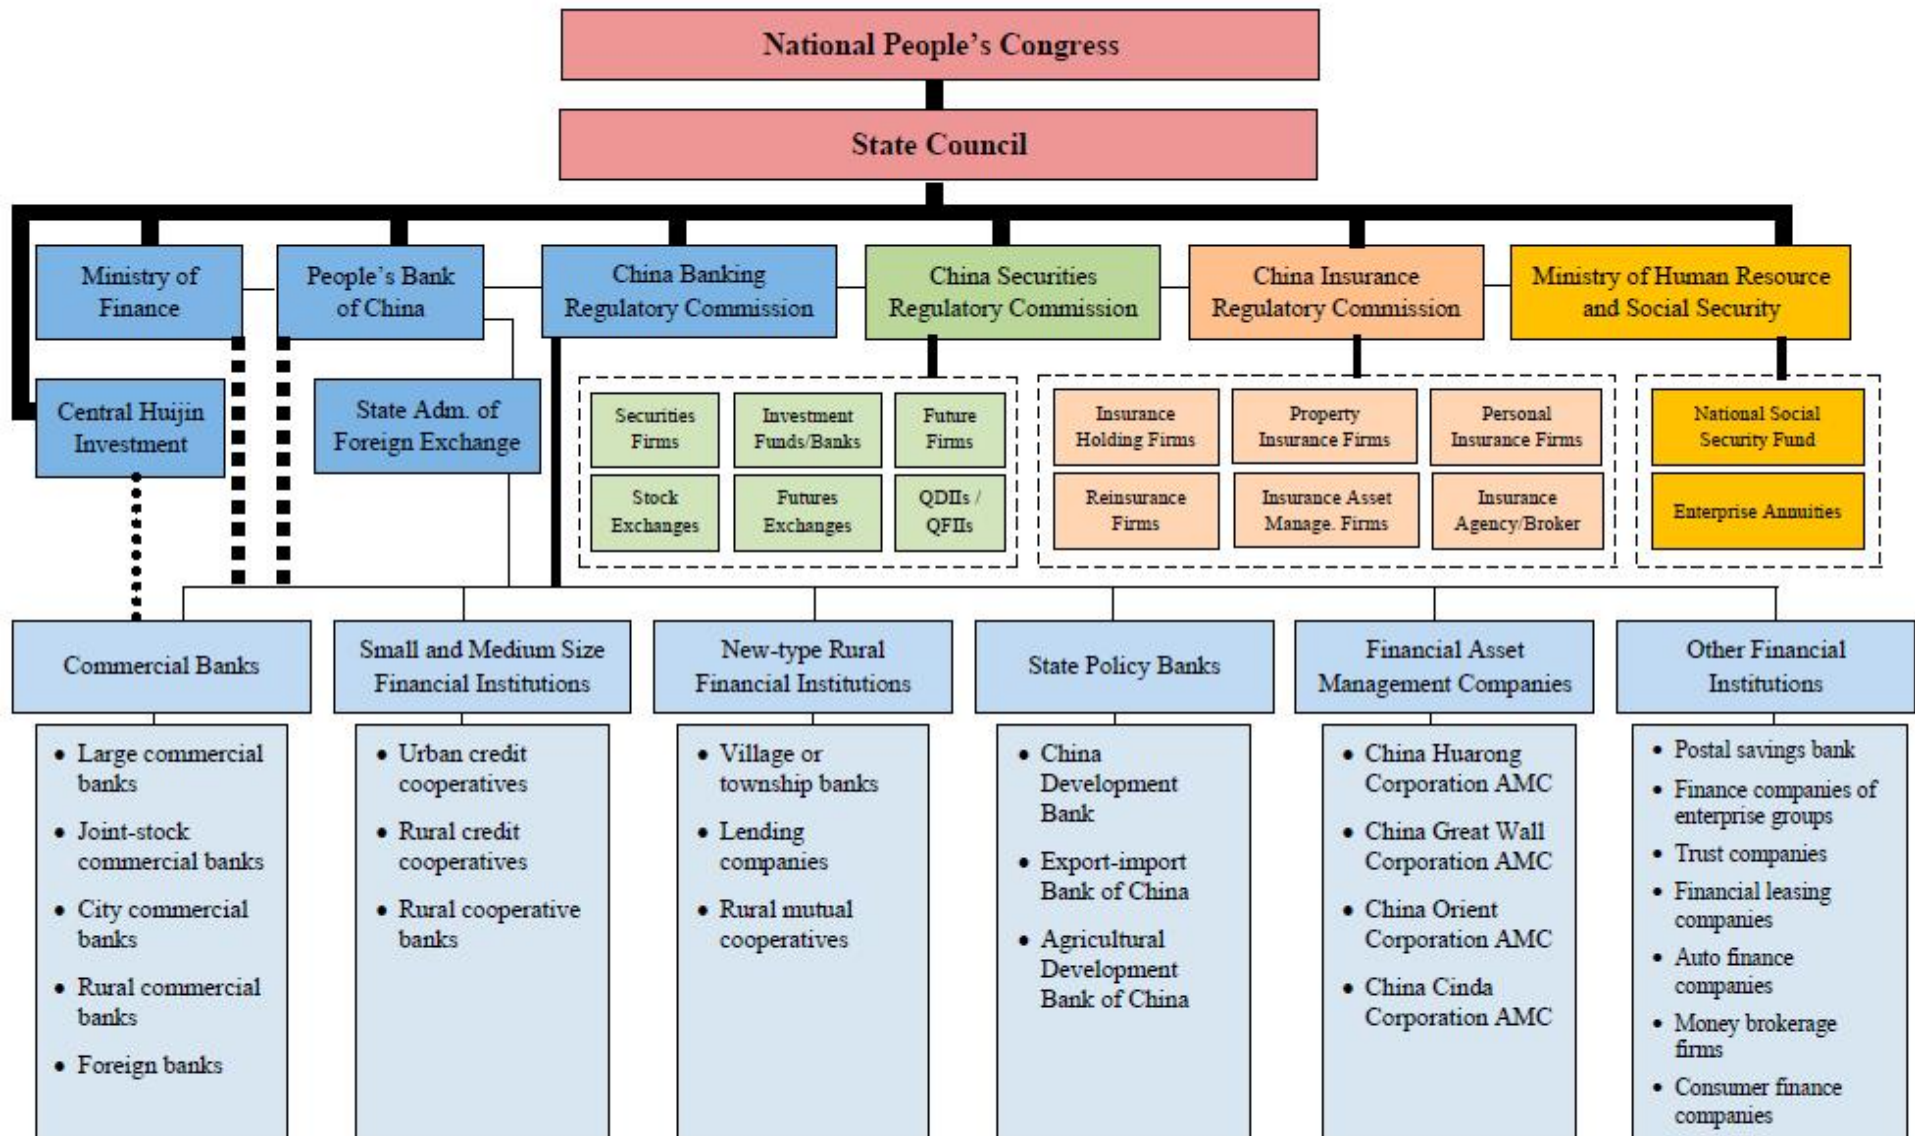 National People's Congress
State Council
Ministry of
Finance
People's Bank
of China
China Banking
Regulatory Commission
China Securities
Regulatory Commission
China Insurance
Regulatory Commission
Ministry of Human Resource
and Social Security
Central Huijin
Investment
State Adm. of
Foreign Exchange
Securities
Firms
Investment
Funds/Banks
Future
Firms
Stock
Exchanges
Futures
Exchanges
QDIIs /
QFIIs
Insurance
Holding Firms
Property
Insurance Firms
Personal
Insurance Firms
Reinsurance
Firms
Insurance Asset
Manage. Firms
Insurance
Agency/Broker
National Social
Security Fund
Enterprise Annuities
Commercial Banks
Small and Medium Size
Financial Institutions
New-type Rural
Financial Institutions
State Policy Banks
Financial Asset
Management Companies
Other Financial
Institutions
• Large commercial
banks
• Joint-stock
commercial banks
• City commercial
banks
• Rural commercial
banks
• Foreign banks
• Urban credit
cooperatives
• Rural credit
cooperatives
• Rural cooperative
banks
• Village or
township banks
• Lending
companies
• Rural mutual
cooperatives
• China
Development
Bank
• Export-import
Bank of China
• Agricultural
Development
Bank of China
• China Huarong
Corporation AMC
• China Great Wall
Corporation AMC
• China Orient
Corporation AMC
• China Cinda
Corporation AMC
• Postal savings bank
• Finance companies of
enterprise groups
• Trust companies
• Financial leasing
companies
• Auto finance
companies
• Money brokerage
firms
• Consumer finance
companies